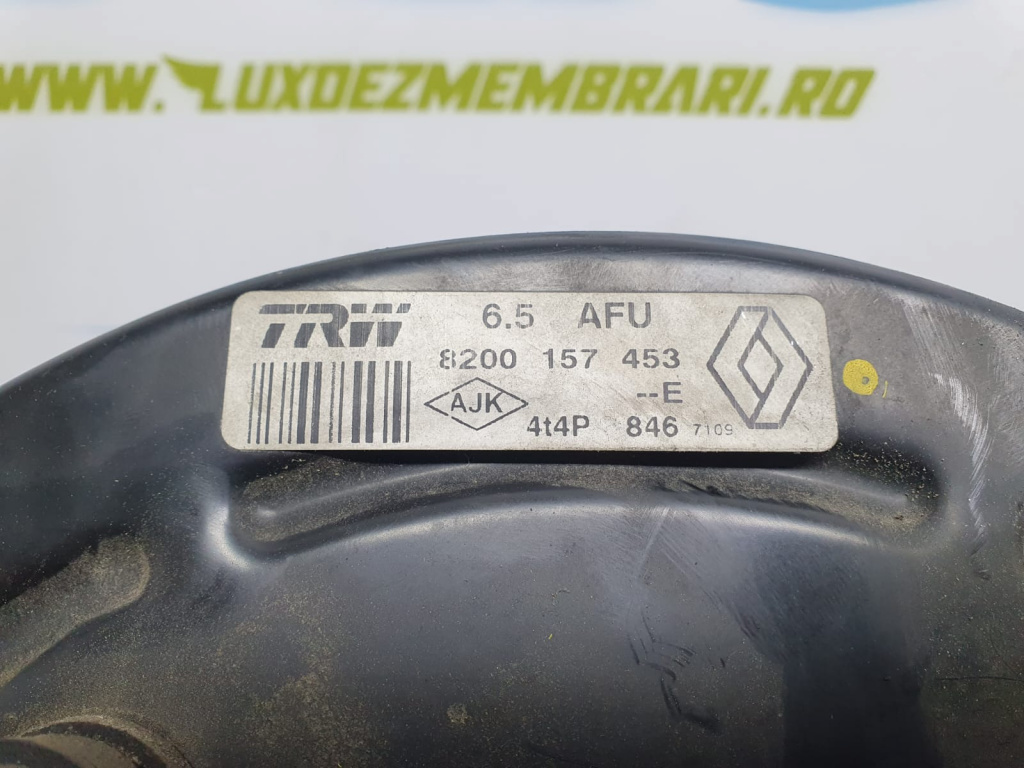 WWW.LUXDEZMEMBRARI.RO
TRW 6.5 AFU
8200 157 453
AJK --E
4t4P 846 7109